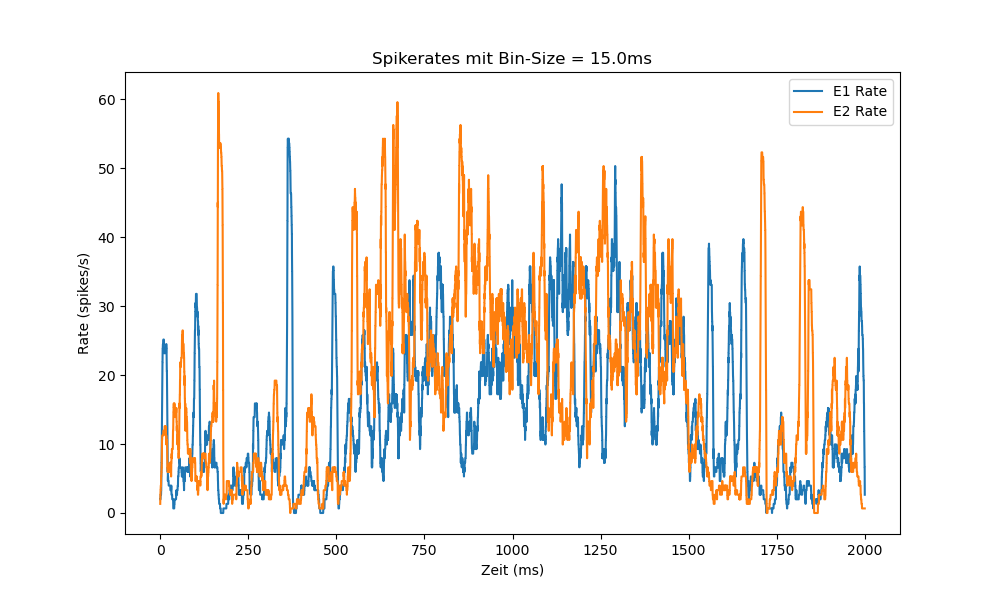 Spikerates mit Bin-Size = 15.0ms
E1 Rate
E2 Rate
60
50
40
30
20
10
0
Rate (spikes/s)
0 250 500 750 1000 1250 1500 1750 2000
Zeit (ms)